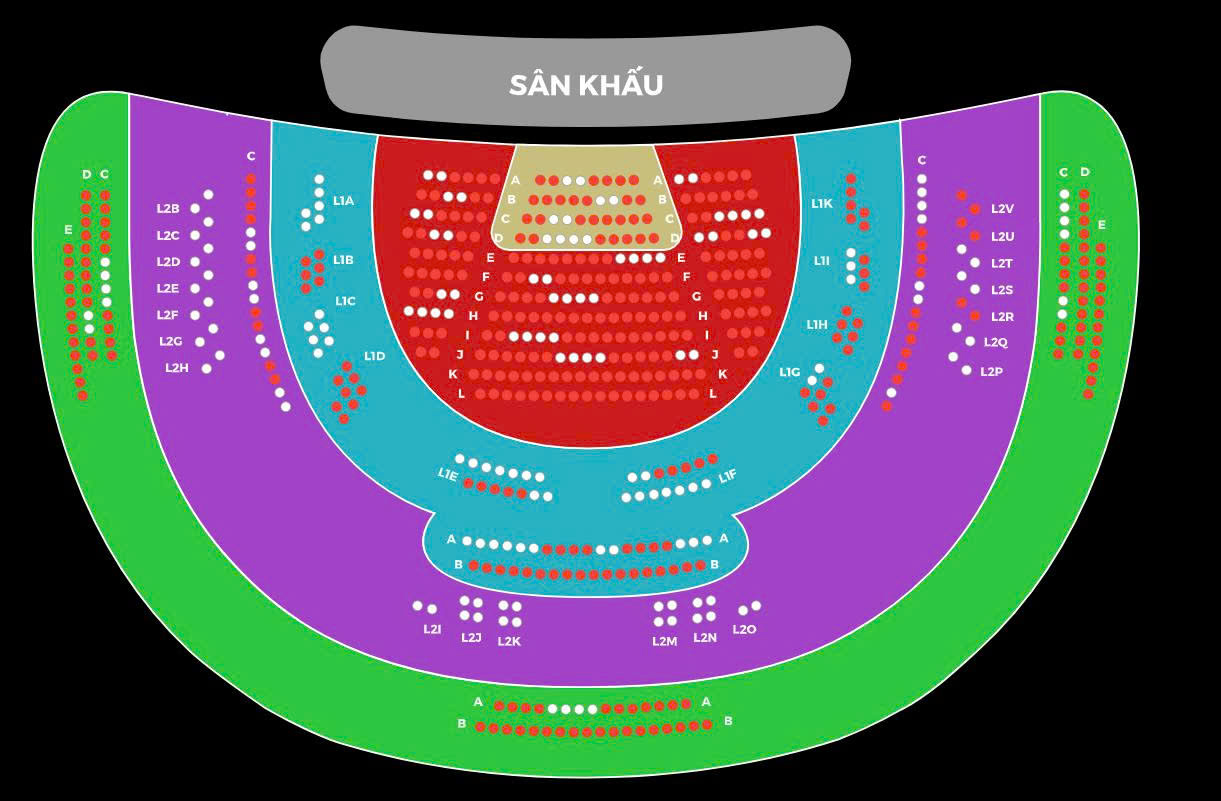 SÂN KHẤU
C
C
D C
C D
L1A
A
A
L1K
L2B
B
B
L2V
C
C
E
L2C
D
D
L2U
E
L1B
E
E
L1I
L2D
L2T
F
F
L2E
L2S
L1C
G
G
L2F
H
H
L2R
L1H
L2G
I
I
L2Q
L1D
J
J
L2H
K
K
L1G
L2P
L
L
L1E
L1F
A
A
B
B
L2I
L2J
L2K
L2M
L2N
L2O
A
A
B
B